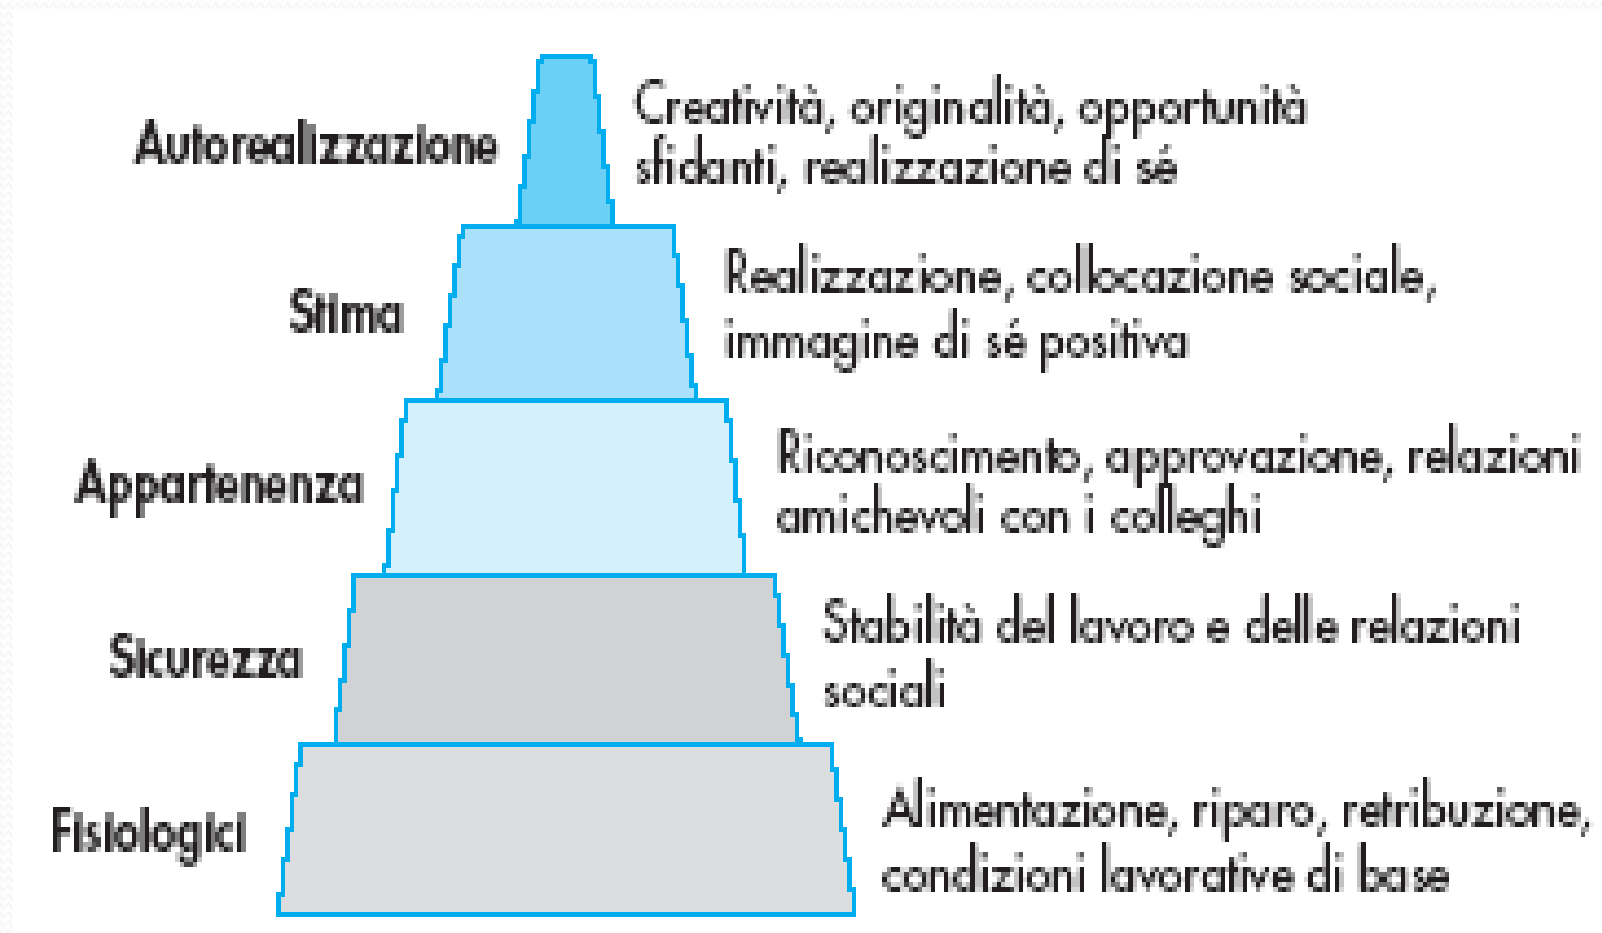 Autorealizzazione
Creatività, originalità, opportunità
sfidanti, realizzazione di sé
Stima
Realizzazione, collocazione sociale,
immagine di sé positiva
Appartenenza
Riconoscimento, approvazione, relazioni
amichevoli con i colleghi
Sicurezza
Stabilità del lavoro e delle relazioni
sociali
Fisiologici
Alimentazione, riparo, retribuzione,
condizioni lavorative di base